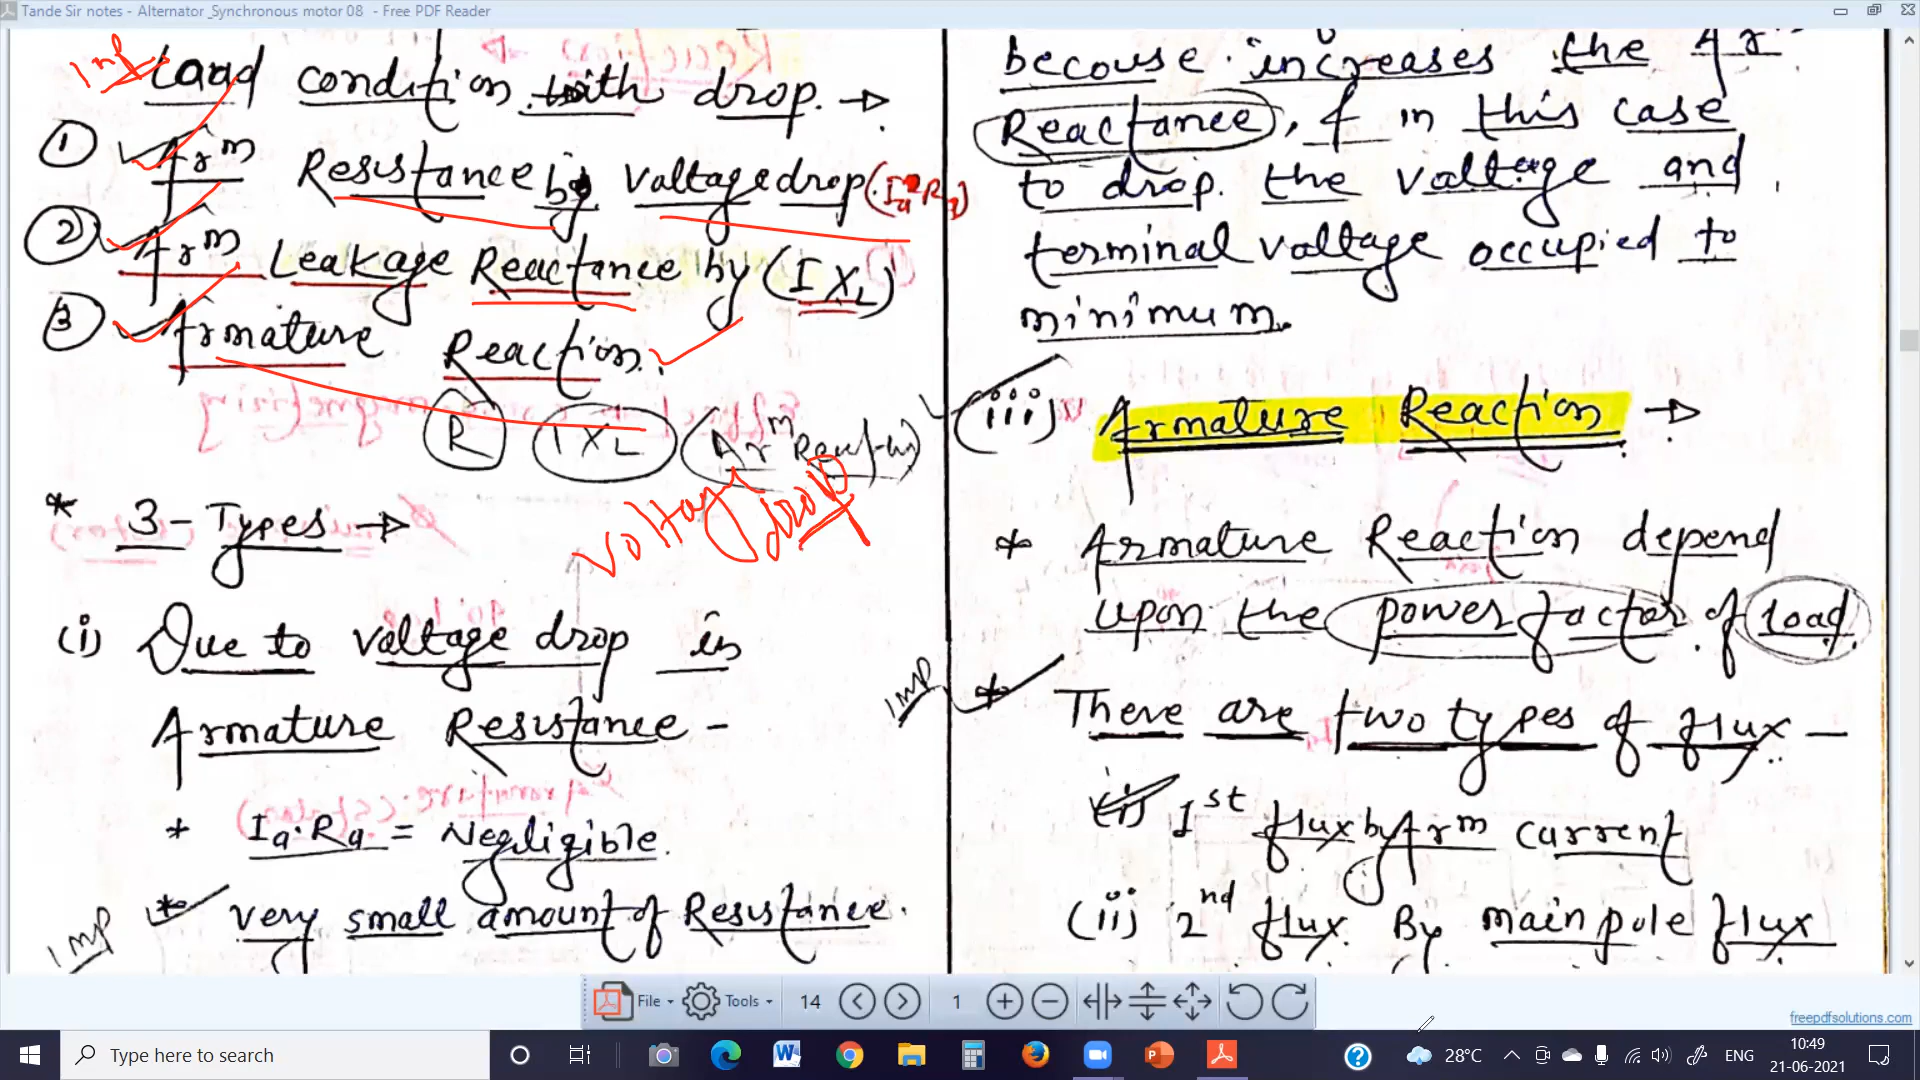 Tande Sir notes - Alternator _Synchronous motor 08 - Free PDF Reader
Imp
Load condition with drop. →
① Arm Resistance by voltage drop (Ia²Ra)
② Arm Leakage Reactance by (IXL)
③ Armature Reaction.
R IXL (Arm Reaction)
voltage drop
* 3 - Types →
(i) Due to voltage drop in
Armature Resistance -
* Ia.Ra = Negligible.
Imp * very small amount of Resistance.
becouse increases the Ar
Reactance, & in this case
to drop. the voltage and
terminal voltage occupied to
minimum.
(iii) Armature Reaction →
* Armature Reaction depend
upon the power factor of load.
Imp * There are two types of flux -
(i) 1st flux by Arm current
(ii) 2nd flux. By main pole flux
File Tools 14 1
freepdfsolutions.com
Type here to search
28°C ENG 10:49
21-06-2021